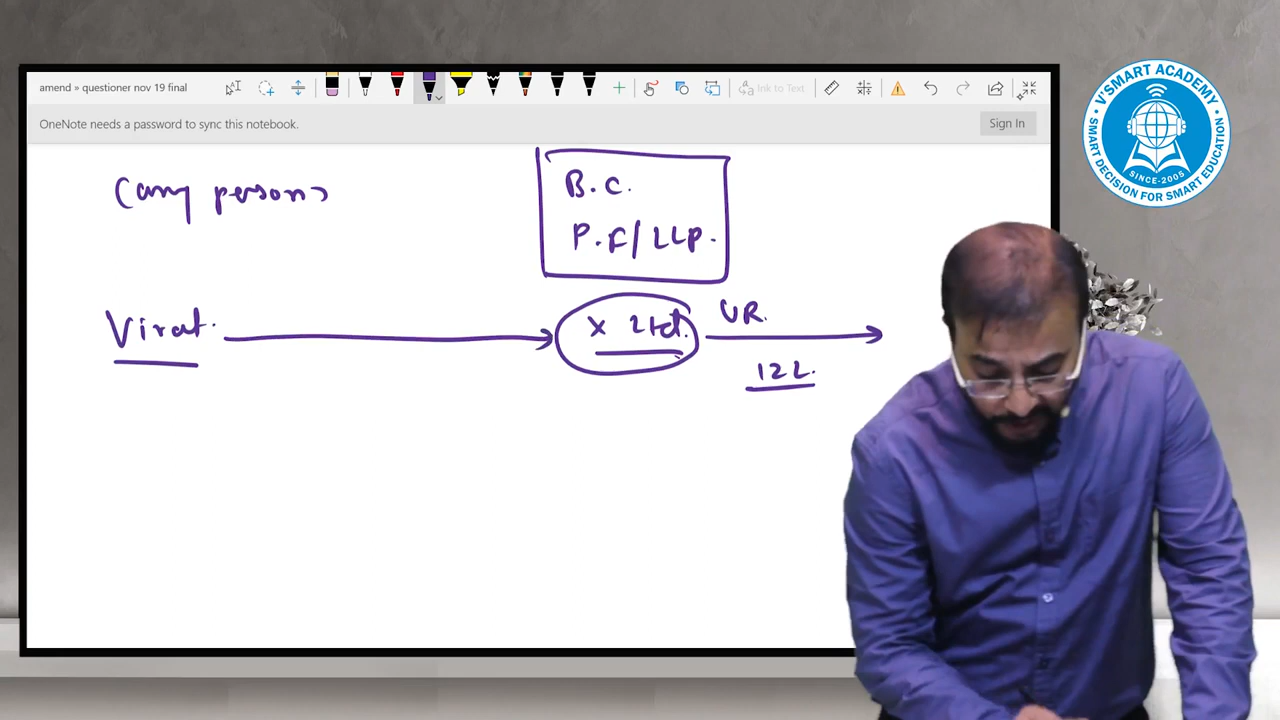 amend » questioner nov 19 final
Ink to Text
OneNote needs a password to sync this notebook.
Sign In
(any person)
B.C.
P.F/LLP.
Virat.
X Ltd.
UR.
12L.
V'SMART ACADEMY
SINCE-2005
SMART DECISION FOR SMART EDUCATION